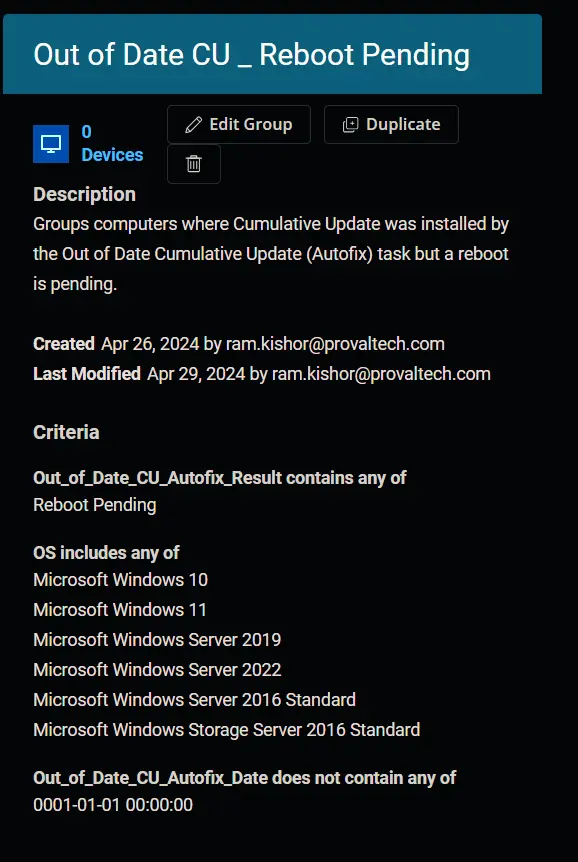 Out of Date CU _ Reboot Pending
0
Devices
Edit Group
Duplicate
Description
Groups computers where Cumulative Update was installed by
the Out of Date Cumulative Update (Autofix) task but a reboot
is pending.
Created Apr 26, 2024 by ram.kishor@provaltech.com
Last Modified Apr 29, 2024 by ram.kishor@provaltech.com
Criteria
Out_of_Date_CU_Autofix_Result contains any of
Reboot Pending
OS includes any of
Microsoft Windows 10
Microsoft Windows 11
Microsoft Windows Server 2019
Microsoft Windows Server 2022
Microsoft Windows Server 2016 Standard
Microsoft Windows Storage Server 2016 Standard
Out_of_Date_CU_Autofix_Date does not contain any of
0001-01-01 00:00:00